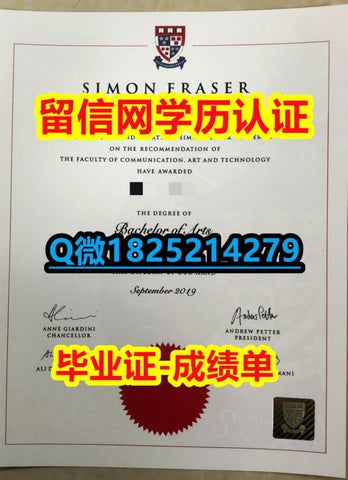 SIMON FRASER
留信网学历认证
ON THE RECOMMENDATION OF
THE FACULTY OF COMMUNICATION, ART AND TECHNOLOGY
HAVE AWARDED
THE DEGREE OF
Bachelor of Arts
Q微1825214279
September 2019
ANNE GIARDINI
CHANCELLOR
ANDREW PETTER
PRESIDENT
毕业证-成绩单